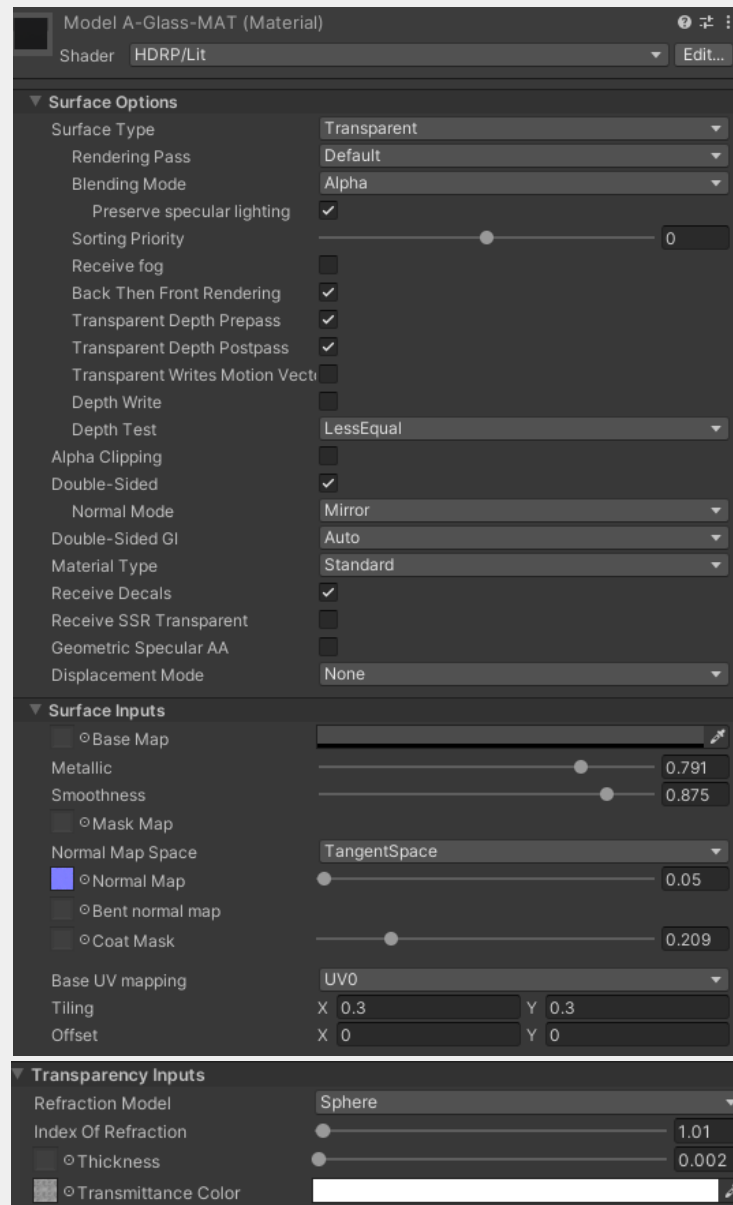 Model A-Glass-MAT (Material)
Shader HDRP/Lit Edit...
Surface Options
Surface Type Transparent
Rendering Pass Default
Blending Mode Alpha
Preserve specular lighting
Sorting Priority 0
Receive fog
Back Then Front Rendering
Transparent Depth Prepass
Transparent Depth Postpass
Transparent Writes Motion Vect
Depth Write
Depth Test LessEqual
Alpha Clipping
Double-Sided
Normal Mode Mirror
Double-Sided GI Auto
Material Type Standard
Receive Decals
Receive SSR Transparent
Geometric Specular AA
Displacement Mode None
Surface Inputs
Base Map
Metallic 0.791
Smoothness 0.875
Mask Map
Normal Map Space TangentSpace
Normal Map 0.05
Bent normal map
Coat Mask 0.209
Base UV mapping UV0
Tiling X 0.3 Y 0.3
Offset X 0 Y 0
Transparency Inputs
Refraction Model Sphere
Index Of Refraction 1.01
Thickness 0.002
Transmittance Color